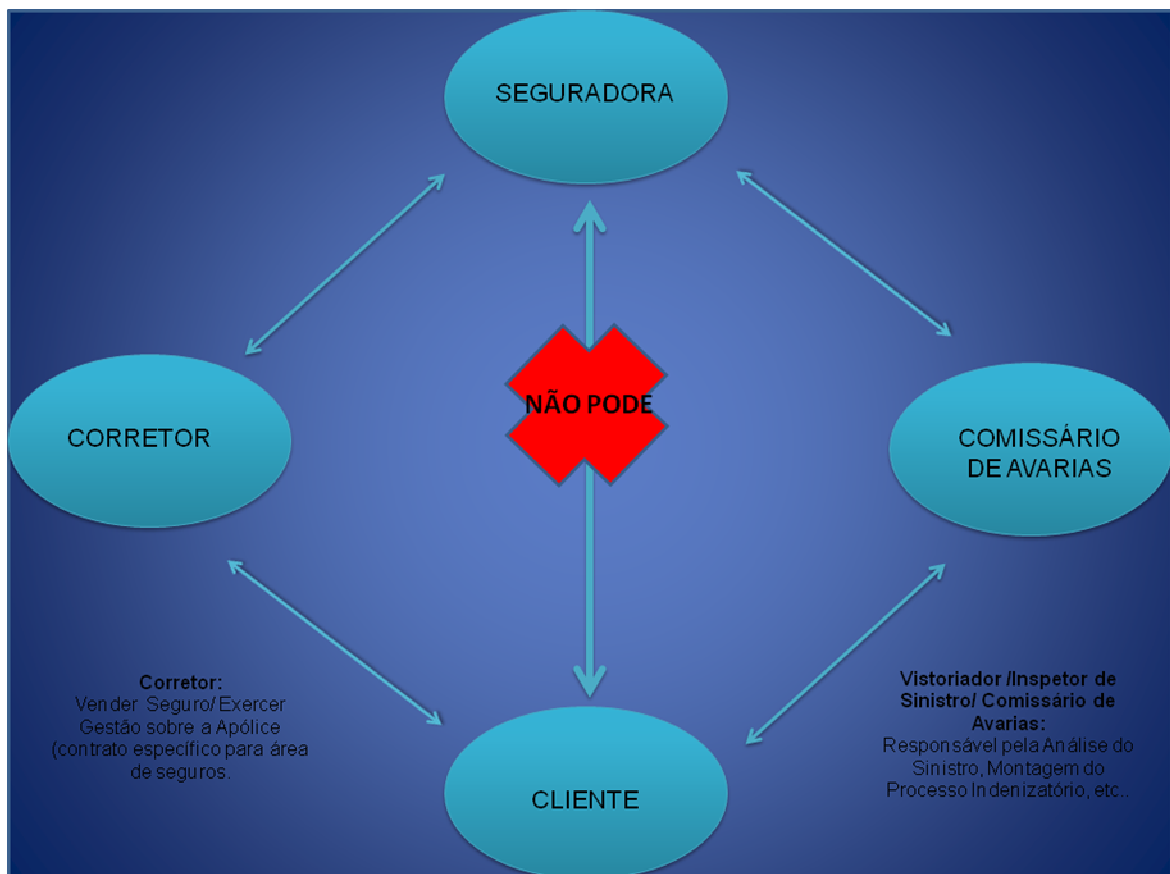 SEGURADORA
NÃO PODE
CORRETOR
COMISSÁRIO
DE AVARIAS
Corretor:
Vender Seguro/ Exercer
Gestão sobre a Apólice
(contrato específico para área
de seguros.
Vistoriador /Inspetor de
Sinistro/ Comissário de
Avarias:
Responsável pela Análise do
Sinistro, Montagem do
Processo Indenizatório, etc..
CLIENTE